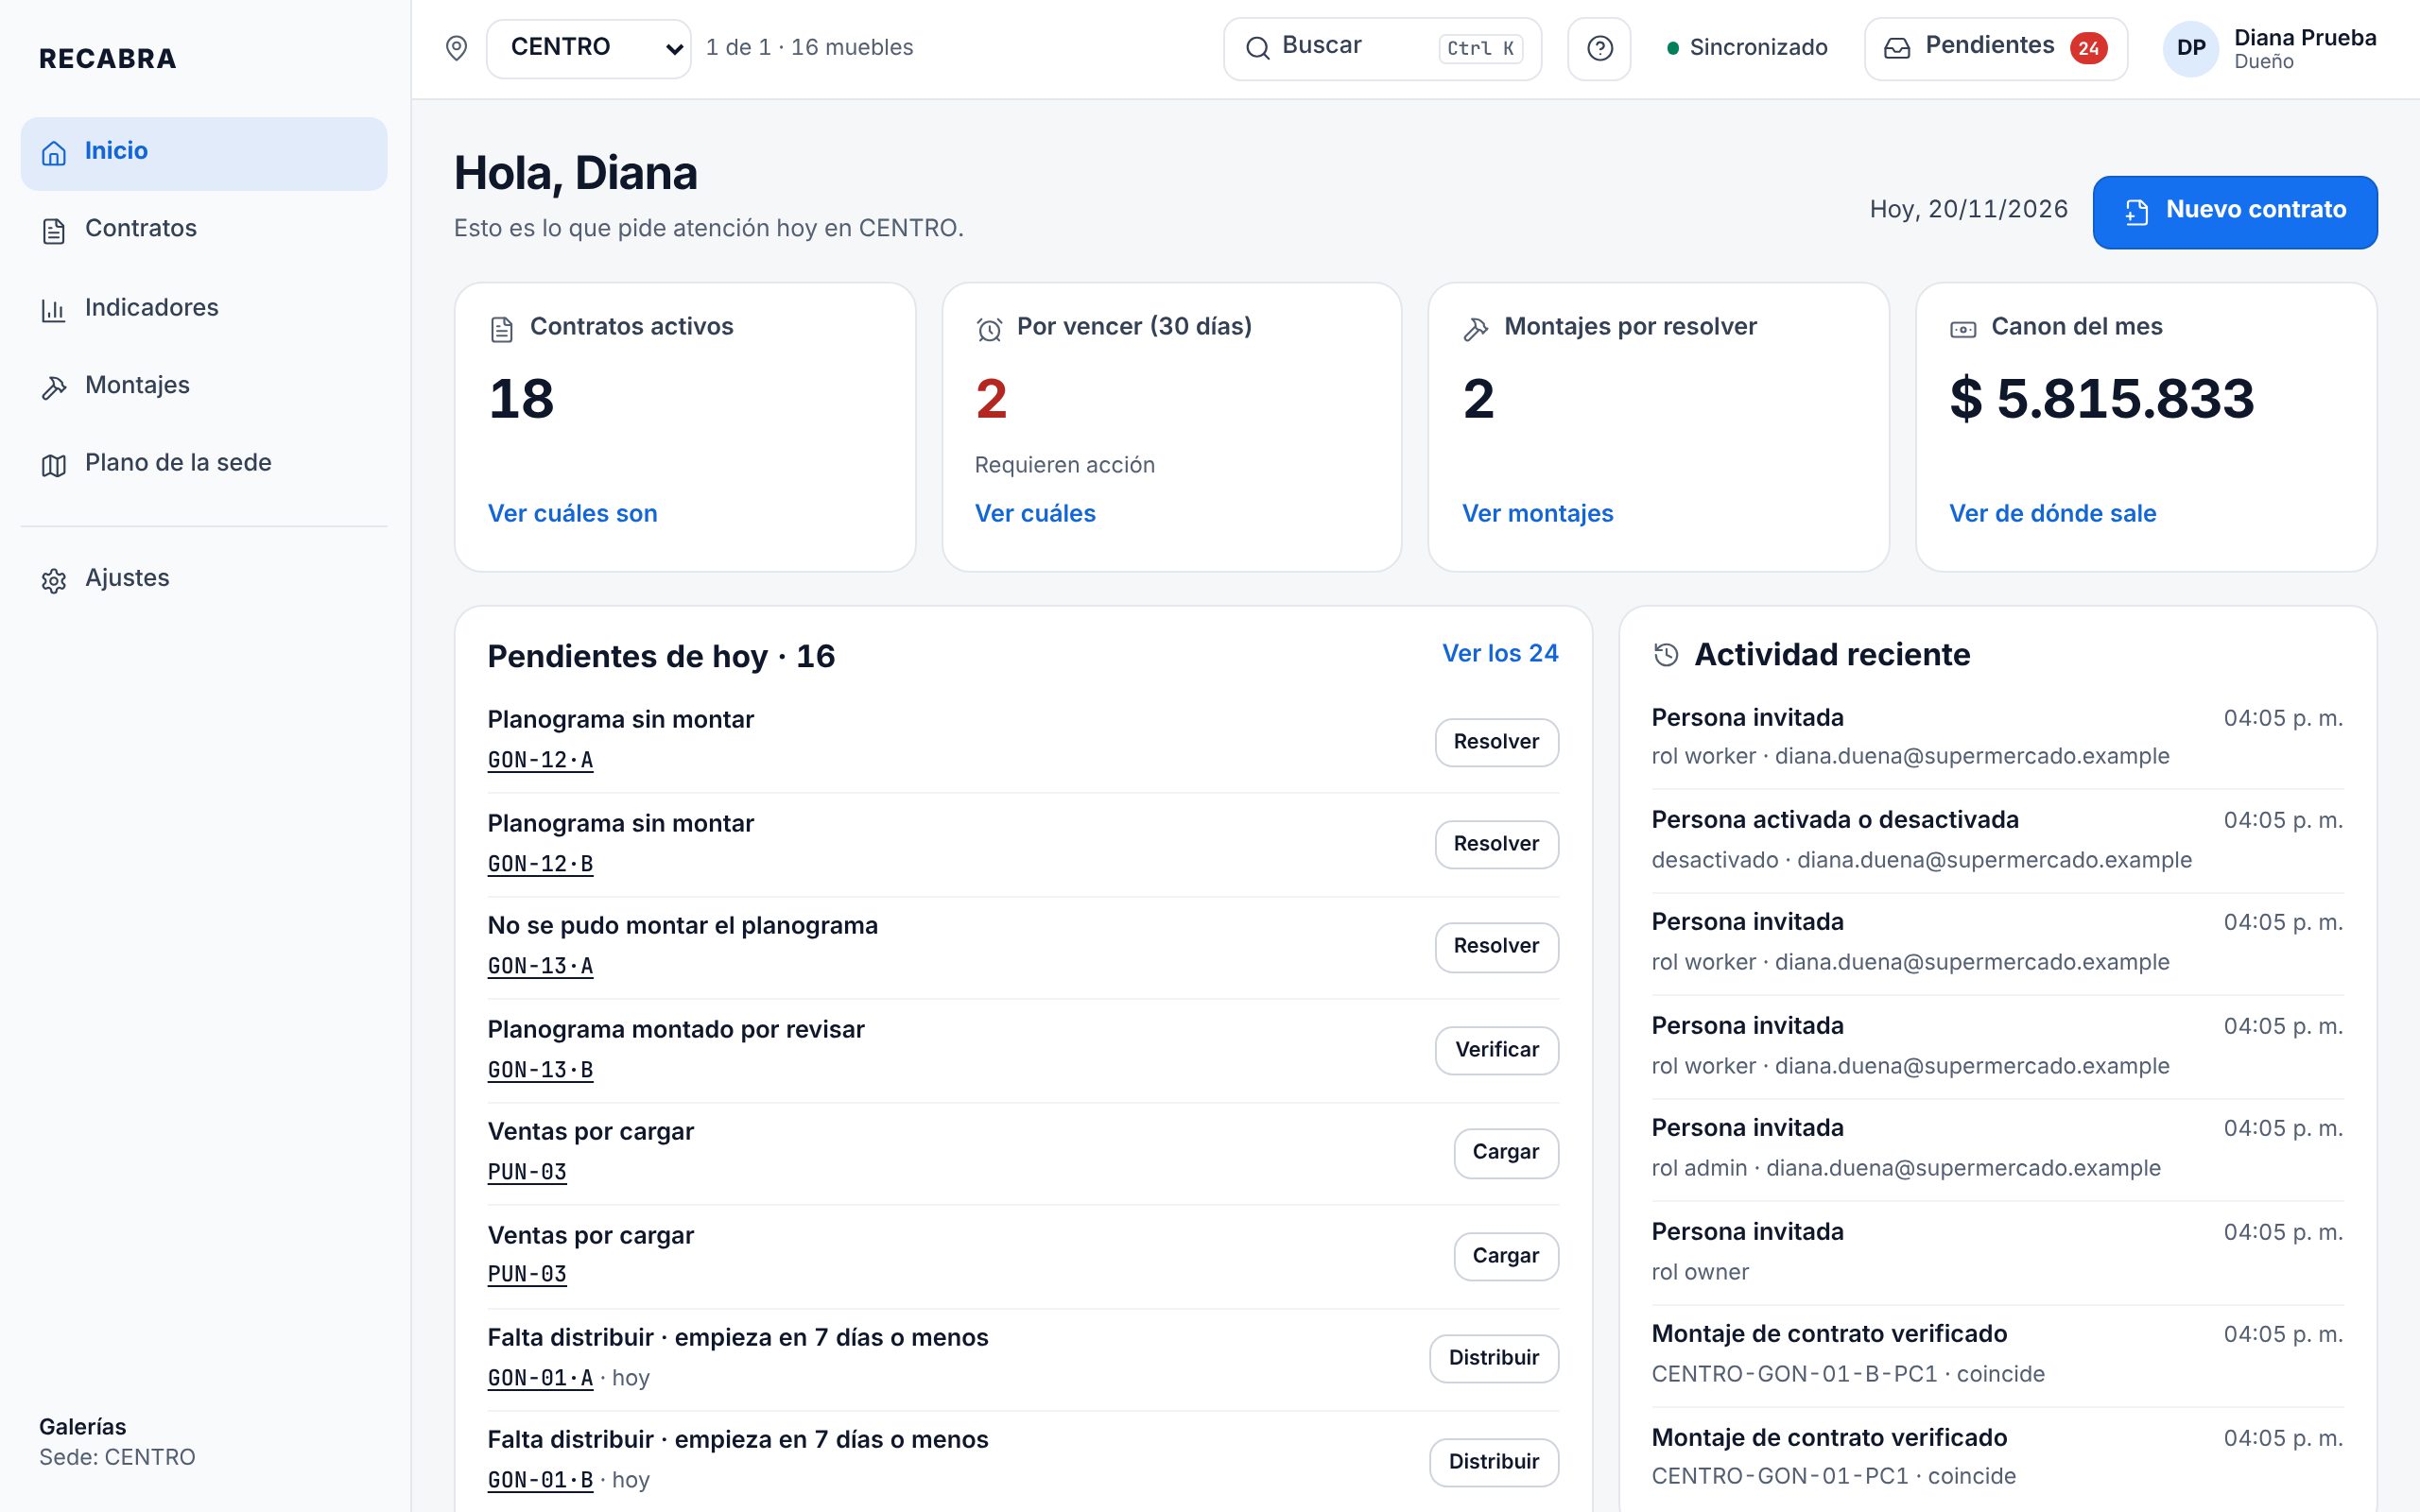 RECABRA
Inicio
Contratos
Indicadores
Montajes
Plano de la sede
Ajustes
Galerías
Sede: CENTRO
CENTRO
1 de 1 · 16 muebles
Buscar
Ctrl K
Sincronizado
Pendientes 24
DP
Diana Prueba
Dueño
Hola, Diana
Esto es lo que pide atención hoy en CENTRO.
Hoy, 20/11/2026
Nuevo contrato
Contratos activos
18
Ver cuáles son
Por vencer (30 días)
2
Requieren acción
Ver cuáles
Montajes por resolver
2
Ver montajes
Canon del mes
$ 5.815.833
Ver de dónde sale
Pendientes de hoy · 16
Ver los 24
Planograma sin montar
GON-12·A
Resolver
Planograma sin montar
GON-12·B
Resolver
No se pudo montar el planograma
GON-13·A
Resolver
Planograma montado por revisar
GON-13·B
Verificar
Ventas por cargar
PUN-03
Cargar
Ventas por cargar
PUN-03
Cargar
Falta distribuir · empieza en 7 días o menos
GON-01·A · hoy
Distribuir
Falta distribuir · empieza en 7 días o menos
GON-01·B · hoy
Distribuir
Actividad reciente
Persona invitada 04:05 p. m.
rol worker · diana.duena@supermercado.example
Persona activada o desactivada 04:05 p. m.
desactivado · diana.duena@supermercado.example
Persona invitada 04:05 p. m.
rol worker · diana.duena@supermercado.example
Persona invitada 04:05 p. m.
rol worker · diana.duena@supermercado.example
Persona invitada 04:05 p. m.
rol admin · diana.duena@supermercado.example
Persona invitada 04:05 p. m.
rol owner
Montaje de contrato verificado 04:05 p. m.
CENTRO-GON-01-B-PC1 · coincide
Montaje de contrato verificado 04:05 p. m.
CENTRO-GON-01-PC1 · coincide